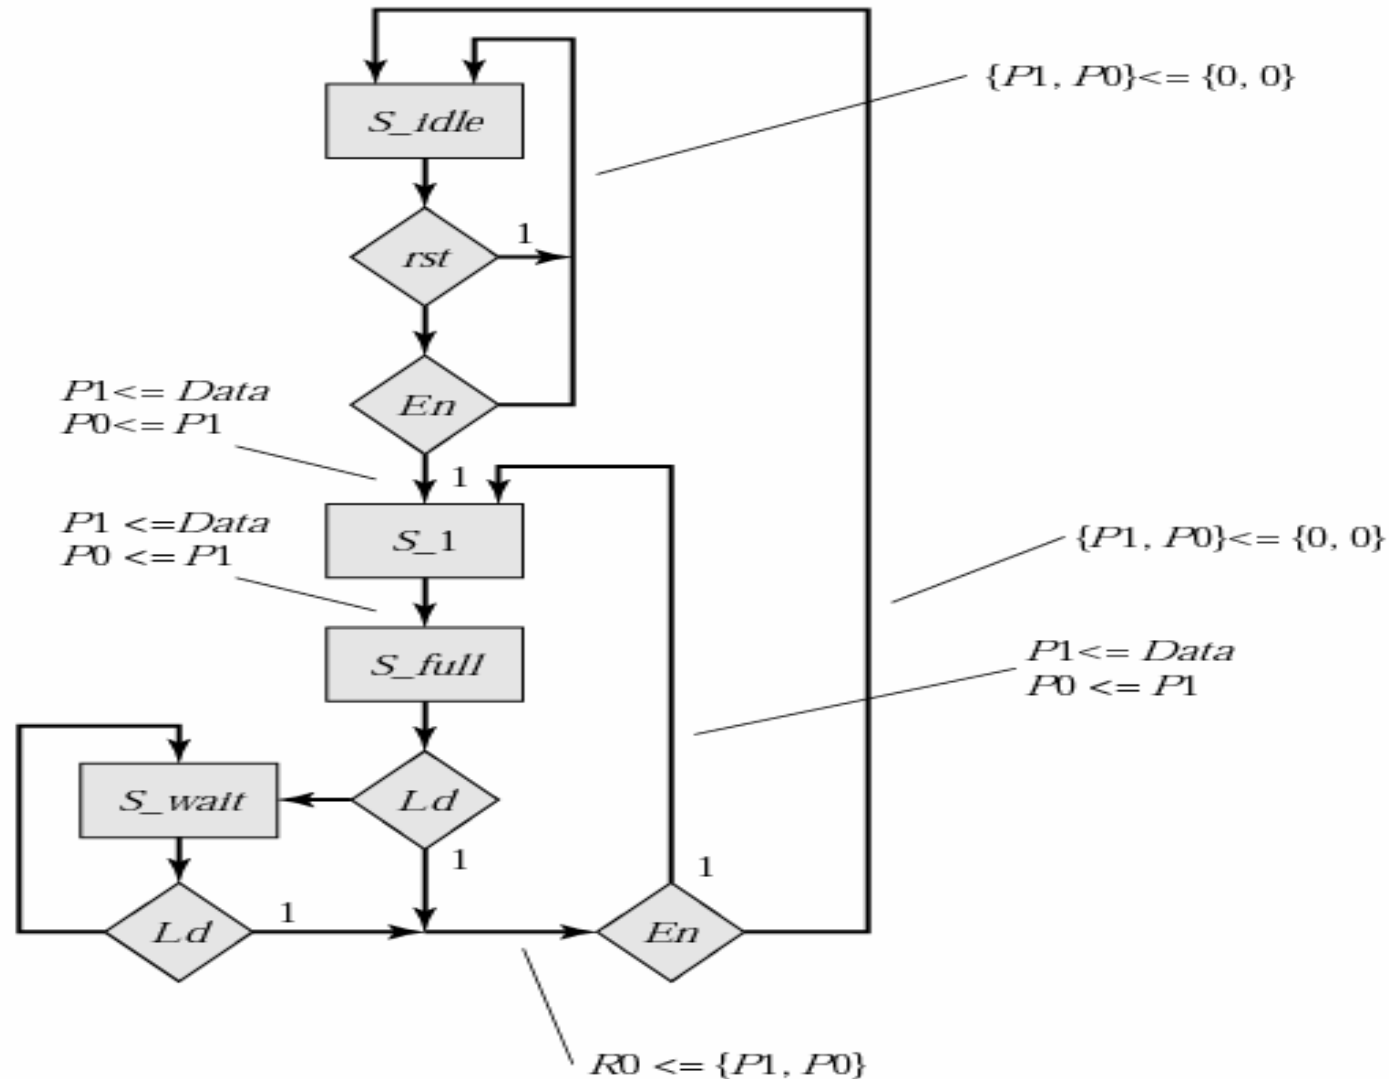 {P1, P0}<= {0, 0}
S_idle
1
rst
P1<= Data
P0<= P1
En
1
P1 <=Data
P0 <= P1
S_1
{P1, P0}<= {0, 0}
P1<= Data
P0 <= P1
S_full
S_wait
Ld
1
1
Ld
1
En
R0 <= {P1, P0}